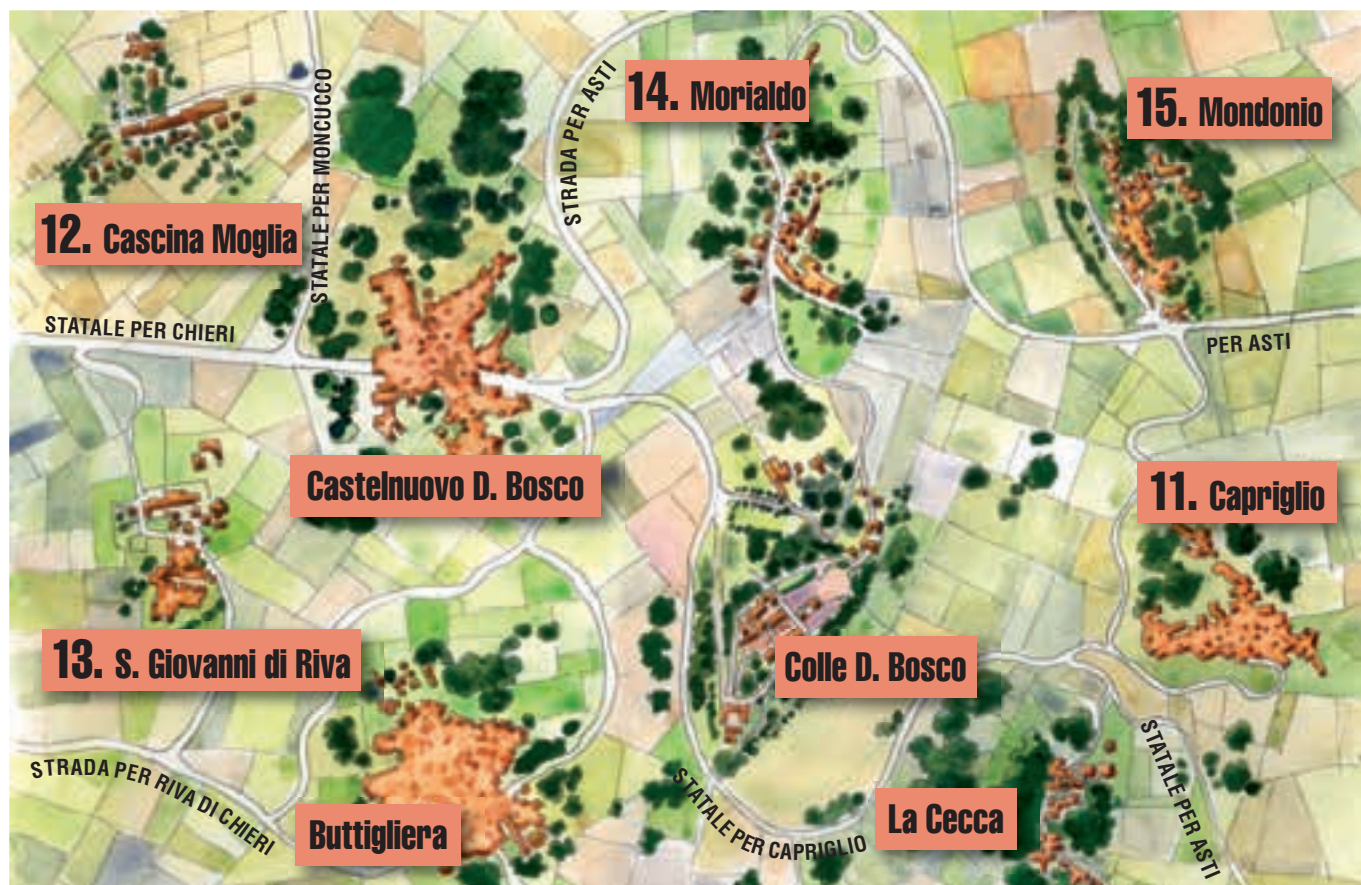 14. Morialdo
15. Mondonio
STRADA PER ASTI
STATALE PER MONCUCCO
12. Cascina Moglia
STATALE PER CHIERI
PER ASTI
Castelnuovo D. Bosco
11. Capriglio
13. S. Giovanni di Riva
Colle D. Bosco
STRADA PER RIVA DI CHIERI
Buttigliera
STATALE PER CAPRIGLIO
La Cecca
STATALE PER ASTI